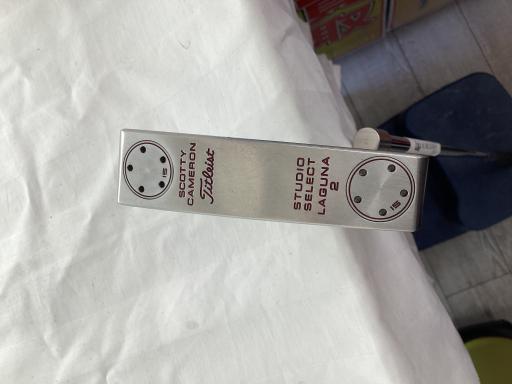 SCOTTY
CAMERON
Titleist
STUDIO
SELECT
LAGUNA
2
15
15